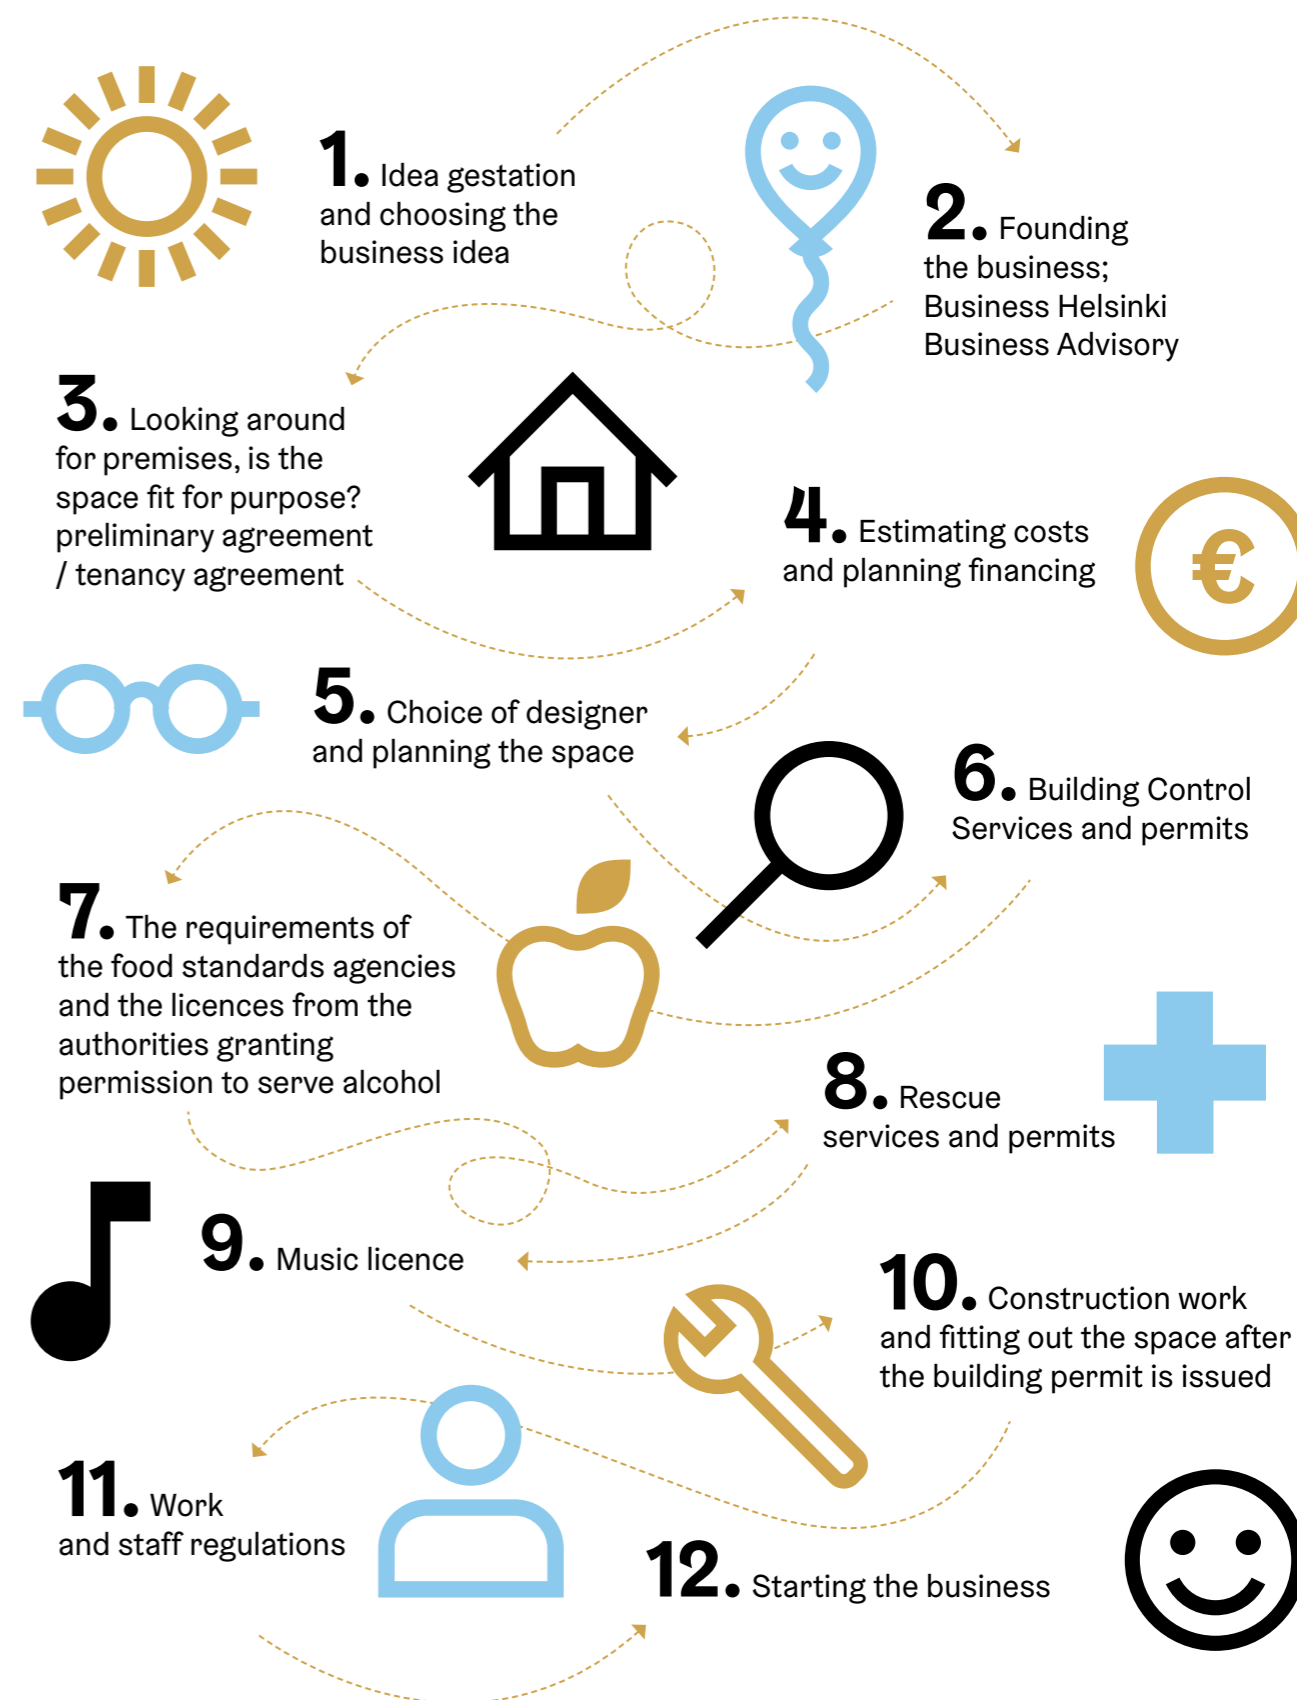 1. Idea gestation
and choosing the
business idea
2. Founding
the business;
Business Helsinki
Business Advisory
3. Looking around
for premises, is the
space fit for purpose?
preliminary agreement
/ tenancy agreement
4. Estimating costs
and planning financing
€
5. Choice of designer
and planning the space
6. Building Control
Services and permits
7. The requirements of
the food standards agencies
and the licences from the
authorities granting
permission to serve alcohol
8. Rescue
services and permits
9. Music licence
10. Construction work
and fitting out the space after
the building permit is issued
11. Work
and staff regulations
12. Starting the business